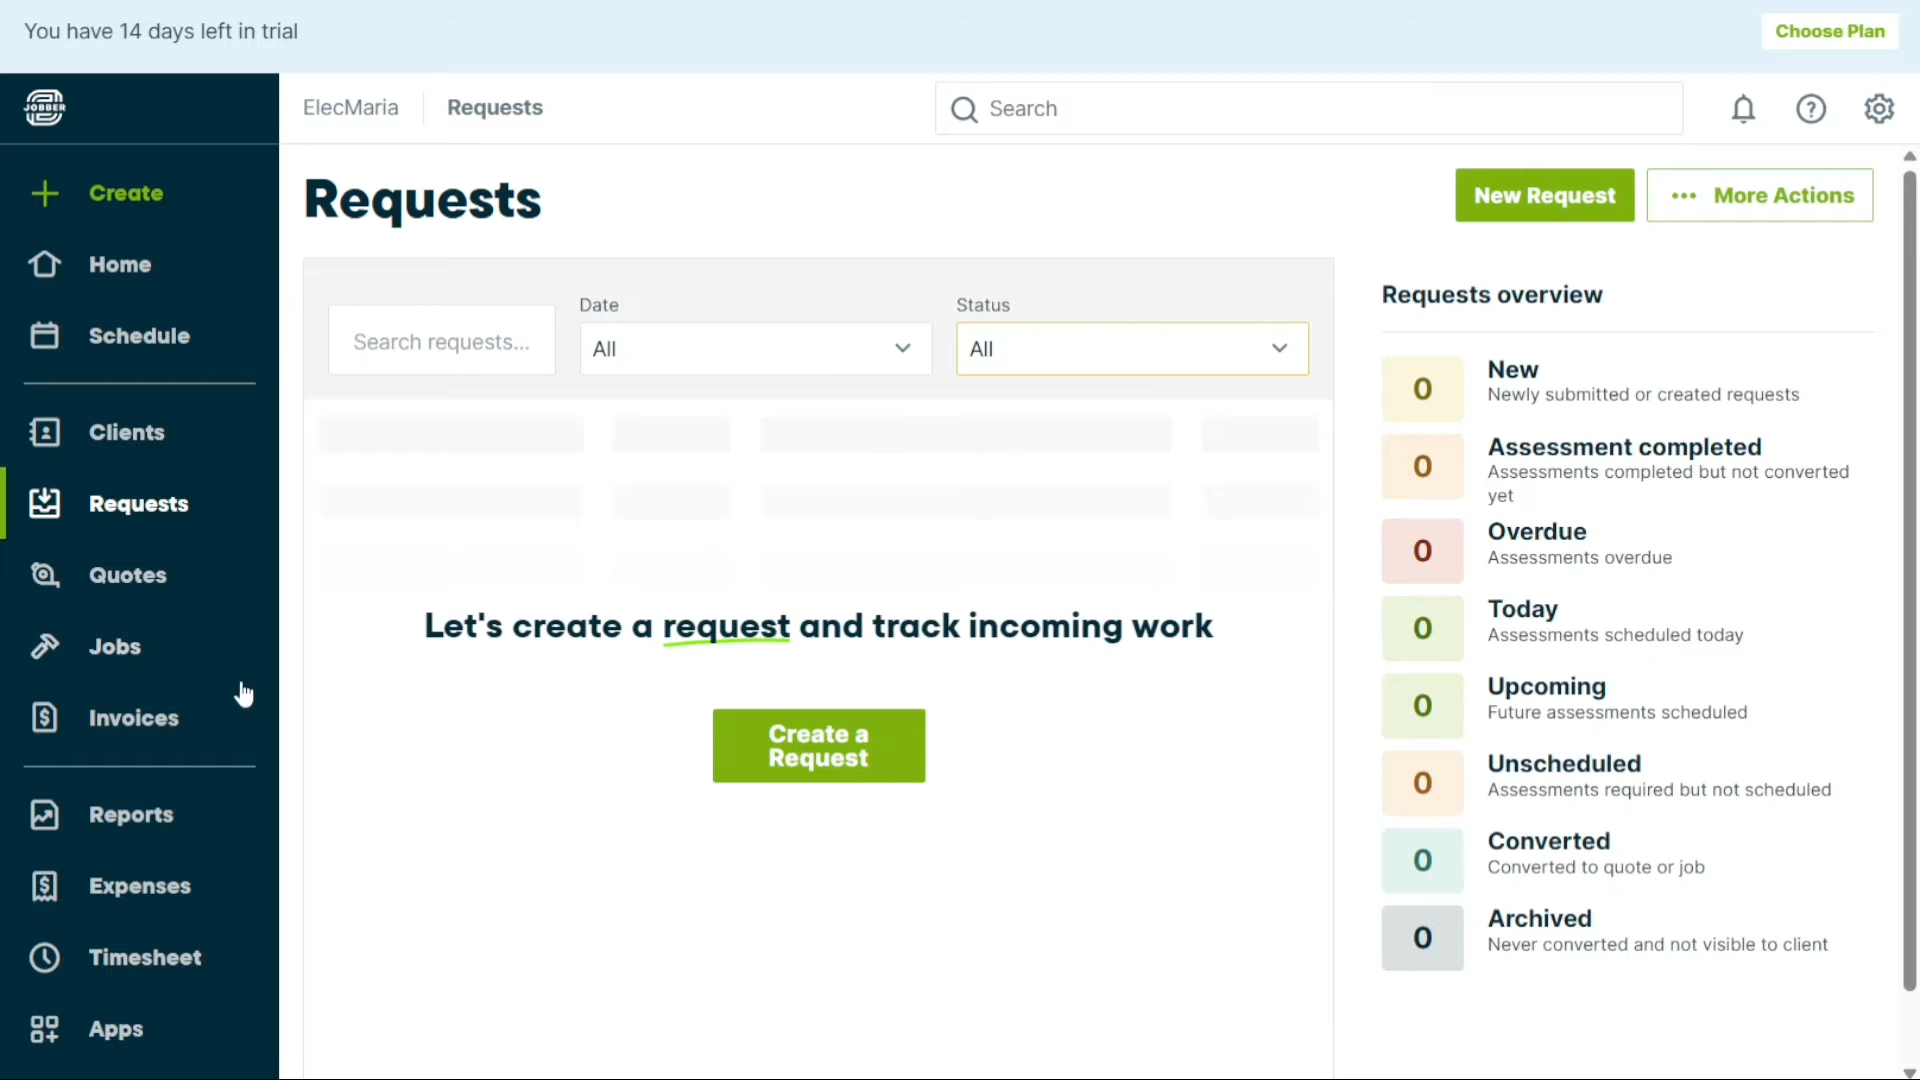 You have 14 days left in trial
Choose Plan
JOBBER
ElecMaria
Requests
Search
Create
Home
Schedule
Clients
Requests
Quotes
Jobs
Invoices
Reports
Expenses
Timesheet
Apps
Requests
New Request
More Actions
Search requests...
Date
All
Status
All
Let's create a request and track incoming work
Create a
Request
Requests overview
0
New
Newly submitted or created requests
0
Assessment completed
Assessments completed but not converted
yet
0
Overdue
Assessments overdue
0
Today
Assessments scheduled today
0
Upcoming
Future assessments scheduled
0
Unscheduled
Assessments required but not scheduled
0
Converted
Converted to quote or job
0
Archived
Never converted and not visible to client